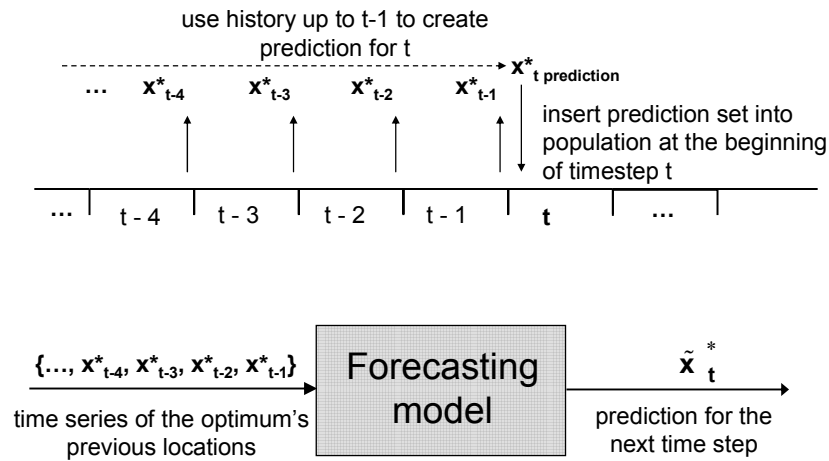 use history up to t-1 to create
prediction for t
x*t prediction
... x*t-4 x*t-3 x*t-2 x*t-1
insert prediction set into
population at the beginning
of timestep t
... t - 4 t - 3 t - 2 t - 1 t ...
{..., x*t-4, x*t-3, x*t-2, x*t-1}
time series of the optimum's
previous locations
Forecasting
model
x̃*t
prediction for the
next time step